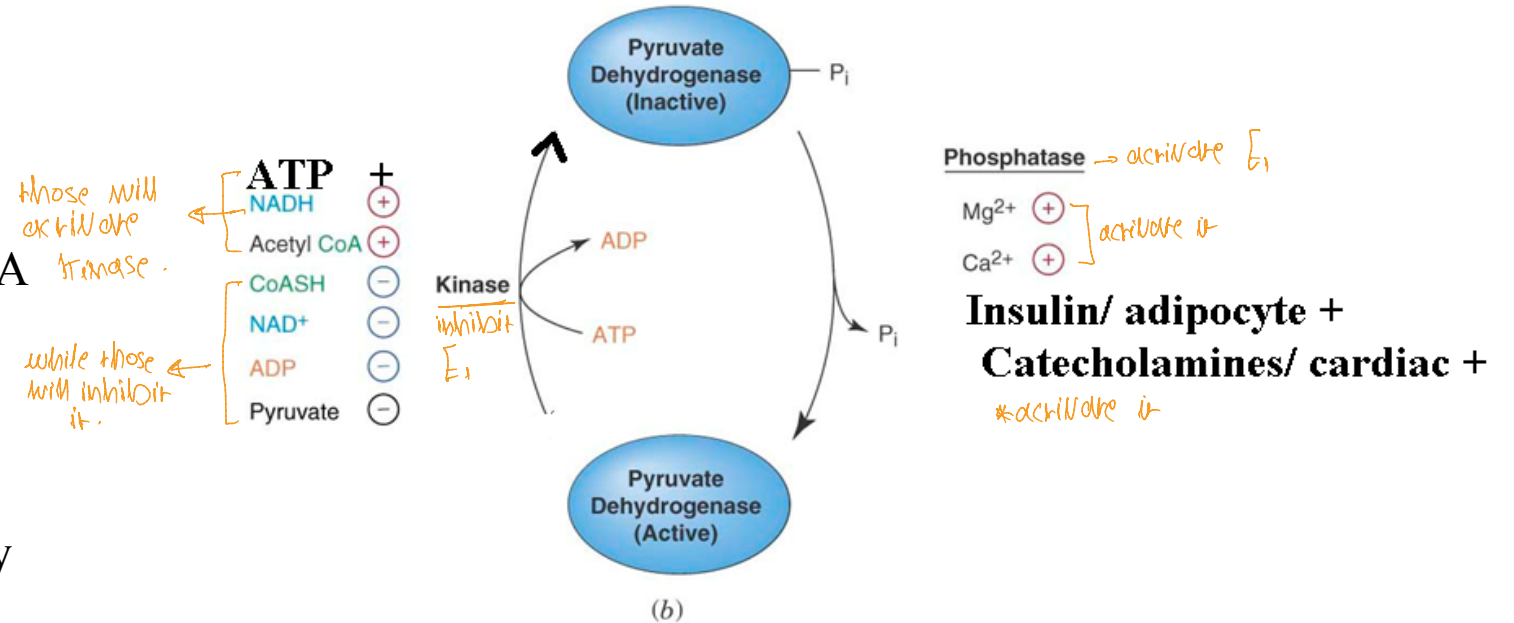 Pyruvate
Dehydrogenase
(Inactive)
Pi
those will
activate
kinase.
ATP +
NADH +
Acetyl CoA +
CoASH −
NAD+ −
ADP −
Pyruvate −
while those
will inhibit
it.
A
y
Kinase
inhibit
E1
ADP
ATP
Pi
Phosphatase → activate E1
Mg2+ +
Ca2+ +
activate it
Insulin/ adipocyte +
Catecholamines/ cardiac +
*activate it
Pyruvate
Dehydrogenase
(Active)
(b)